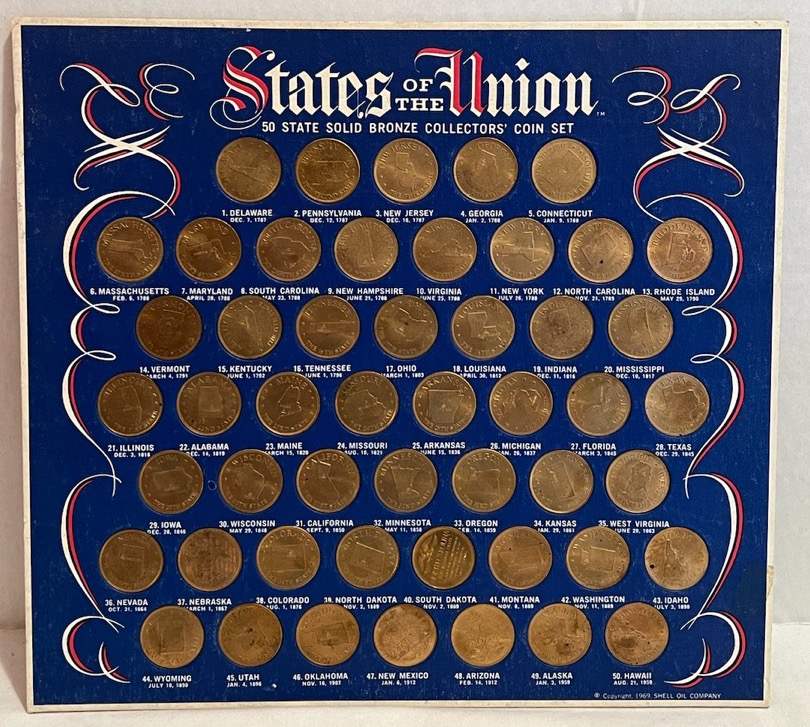 States OF THE Union ™
50 STATE SOLID BRONZE COLLECTORS' COIN SET
1. DELAWARE 2. PENNSYLVANIA 3. NEW JERSEY 4. GEORGIA 5. CONNECTICUT
DEC. 7, 1787 DEC. 12, 1787 DEC. 18, 1787 JAN. 2, 1788 JAN. 9, 1788
6. MASSACHUSETTS 7. MARYLAND 8. SOUTH CAROLINA 9. NEW HAMPSHIRE 10. VIRGINIA 11. NEW YORK 12. NORTH CAROLINA 13. RHODE ISLAND
FEB. 6, 1788 APRIL 28, 1788 MAY 23, 1788 JUNE 21, 1788 JUNE 25, 1788 JULY 26, 1788 NOV. 21, 1789 MAY 29, 1790
14. VERMONT 15. KENTUCKY 16. TENNESSEE 17. OHIO 18. LOUISIANA 19. INDIANA 20. MISSISSIPPI
MARCH 4, 1791 JUNE 1, 1792 JUNE 1, 1796 MARCH 1, 1803 APRIL 30, 1812 DEC. 11, 1816 DEC. 10, 1817
21. ILLINOIS 22. ALABAMA 23. MAINE 24. MISSOURI 25. ARKANSAS 26. MICHIGAN 27. FLORIDA 28. TEXAS
DEC. 3, 1818 DEC. 14, 1819 MARCH 15, 1820 AUG. 10, 1821 JUNE 15, 1836 JAN. 26, 1837 MARCH 3, 1845 DEC. 29, 1845
29. IOWA 30. WISCONSIN 31. CALIFORNIA 32. MINNESOTA 33. OREGON 34. KANSAS 35. WEST VIRGINIA
DEC. 28, 1846 MAY 29, 1848 SEPT. 9, 1850 MAY 11, 1858 FEB. 14, 1859 JAN. 29, 1861 JUNE 20, 1863
36. NEVADA 37. NEBRASKA 38. COLORADO 39. NORTH DAKOTA 40. SOUTH DAKOTA 41. MONTANA 42. WASHINGTON 43. IDAHO
OCT. 31, 1864 MARCH 1, 1867 AUG. 1, 1876 NOV. 2, 1889 NOV. 2, 1889 NOV. 8, 1889 NOV. 11, 1889 JULY 3, 1890
44. WYOMING 45. UTAH 46. OKLAHOMA 47. NEW MEXICO 48. ARIZONA 49. ALASKA 50. HAWAII
JULY 10, 1890 JAN. 4, 1896 NOV. 16, 1907 JAN. 6, 1912 FEB. 14, 1912 JAN. 3, 1959 AUG. 21, 1959
© Copyright, 1969, SHELL OIL COMPANY